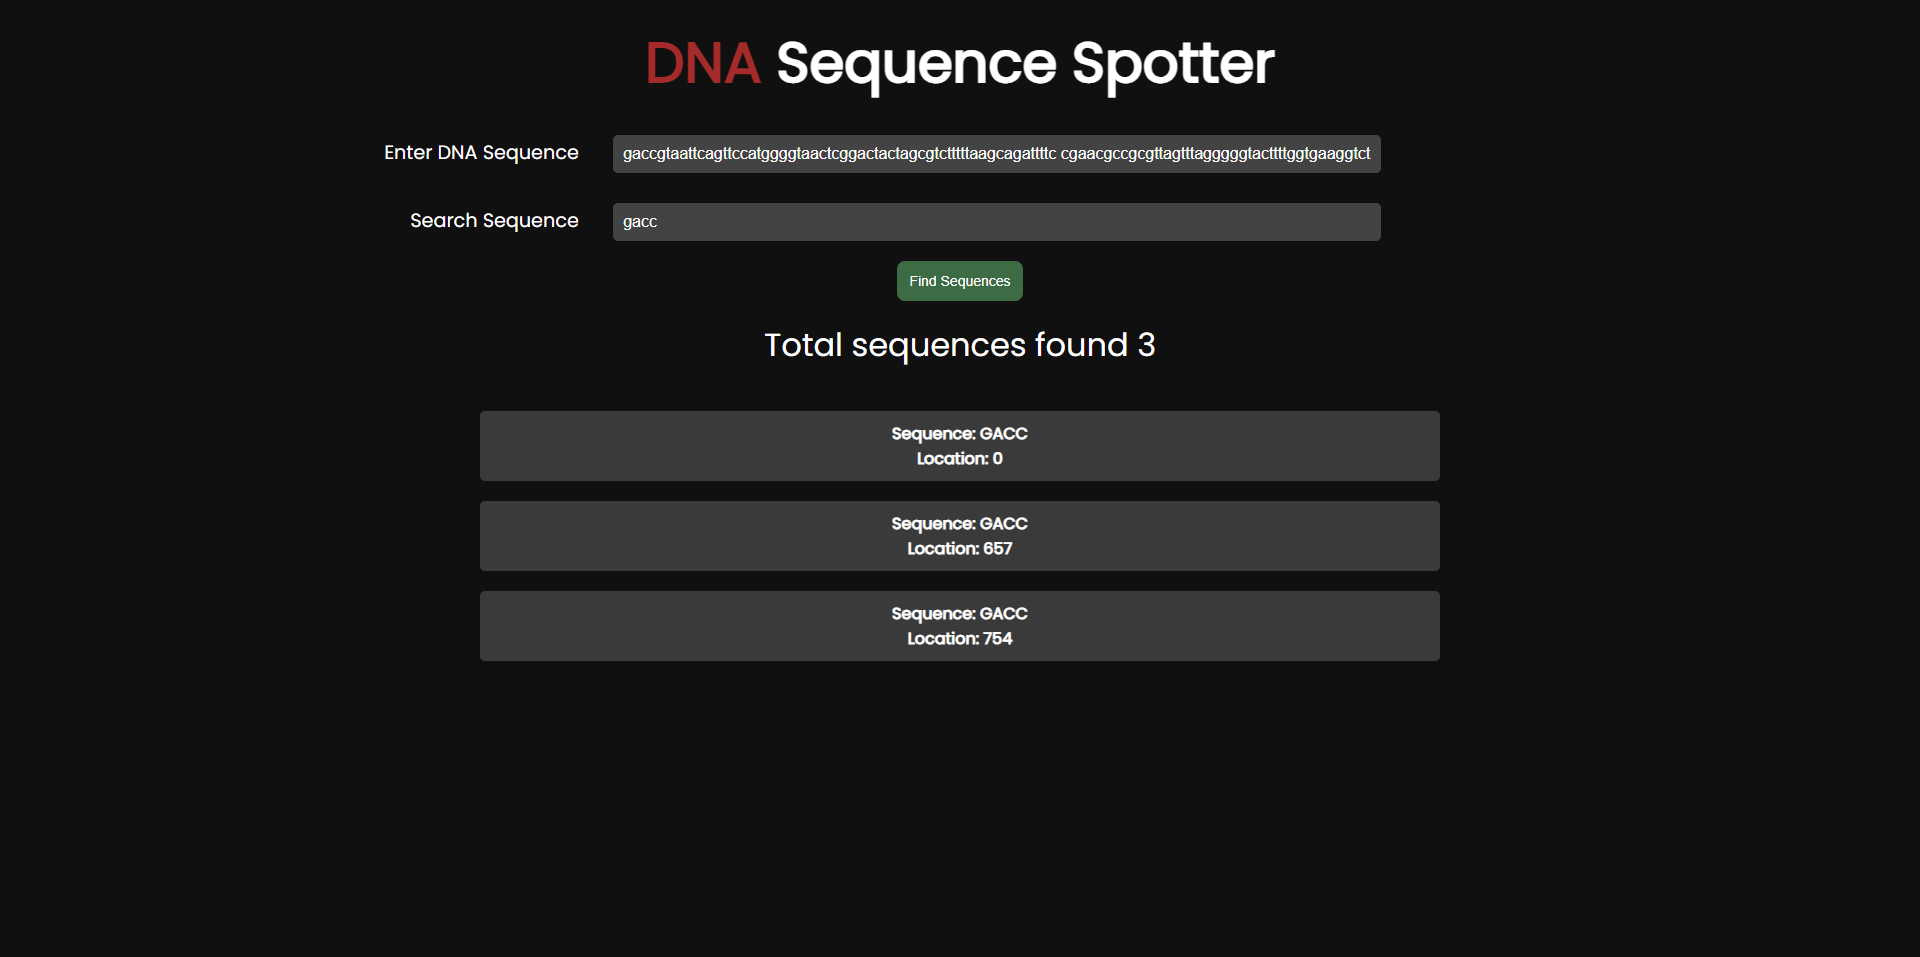 DNA Sequence Spotter
Enter DNA Sequence
gaccgtaattcagttccatggggtaactcggactactagcgtctttttaagcagattttc cgaacgccgcgttagtttagggggtacttttggtgaaggtct
Search Sequence
gacc
Find Sequences
Total sequences found 3
Sequence: GACC
Location: 0
Sequence: GACC
Location: 657
Sequence: GACC
Location: 754